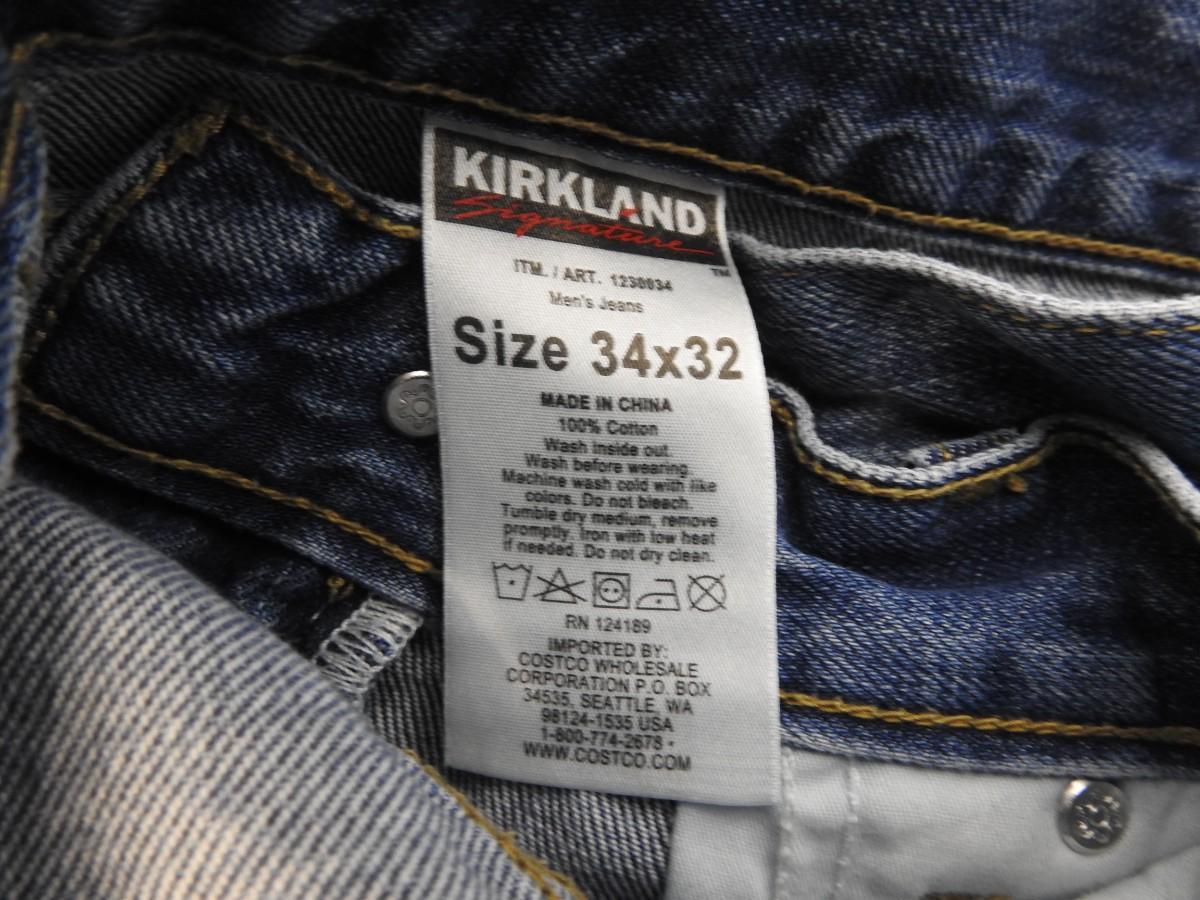 KIRKLAND
Signature
TM
ITM. / ART. 1230034
Men's Jeans
Size 34x32
MADE IN CHINA
100% Cotton
Wash inside out.
Wash before wearing.
Machine wash cold with like
colors. Do not bleach.
Tumble dry medium, remove
promptly. Iron with low heat
if needed. Do not dry clean.
RN 124189
IMPORTED BY:
COSTCO WHOLESALE
CORPORATION P.O. BOX
34535, SEATTLE, WA
98124-1535 USA
1-800-774-2678 •
WWW.COSTCO.COM